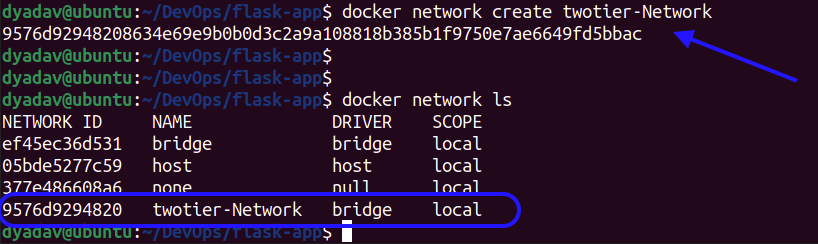 dyadav@ubuntu:~/DevOps/flask-app$ docker network create twotier-Network
9576d92948208634e69e9b0b0d3c2a9a108818b385b1f9750e7ae6649fd5bbac
dyadav@ubuntu:~/DevOps/flask-app$
dyadav@ubuntu:~/DevOps/flask-app$
dyadav@ubuntu:~/DevOps/flask-app$ docker network ls
NETWORK ID     NAME              DRIVER    SCOPE
ef45ec36d531   bridge            bridge    local
05bde5277c59   host              host      local
377e486608a6   none              null      local
9576d9294820   twotier-Network   bridge    local
dyadav@ubuntu:~/DevOps/flask-app$